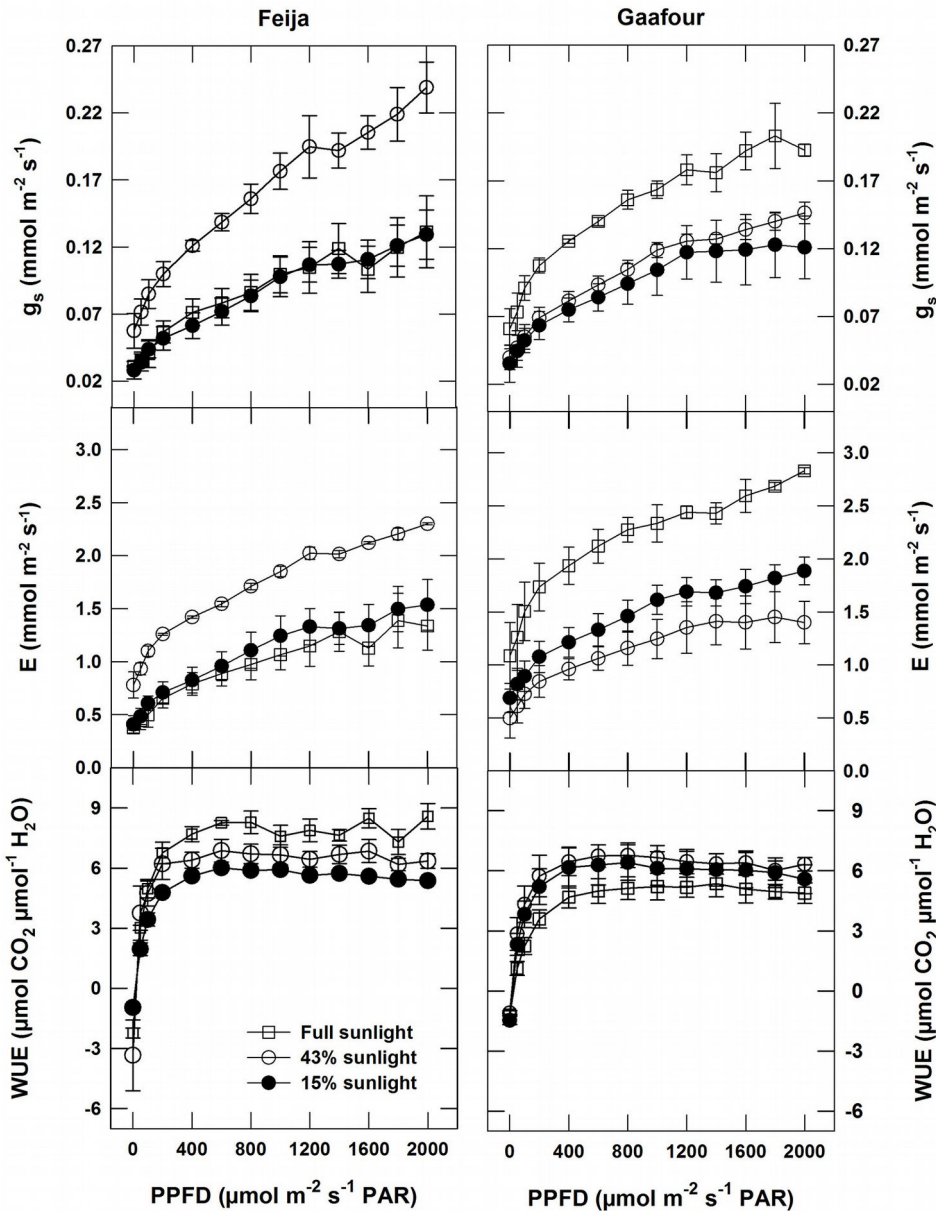 Feija
Gaafour
0.27
0.22
0.17
0.12
0.07
0.02
gs (mmol m-2 s-1)
0.27
0.22
0.17
0.12
0.07
0.02
gs (mmol m-2 s-1)
3.0
2.5
2.0
1.5
1.0
0.5
0.0
E (mmol m-2 s-1)
3.0
2.5
2.0
1.5
1.0
0.5
0.0
E (mmol m-2 s-1)
9
6
3
0
-3
-6
WUE (µmol CO2 µmol-1 H2O)
Full sunlight
43% sunlight
15% sunlight
9
6
3
0
-3
-6
WUE (µmol CO2 µmol-1 H2O)
0 400 800 1200 1600 2000
0 400 800 1200 1600 2000
PPFD (µmol m-2 s-1 PAR)
PPFD (µmol m-2 s-1 PAR)